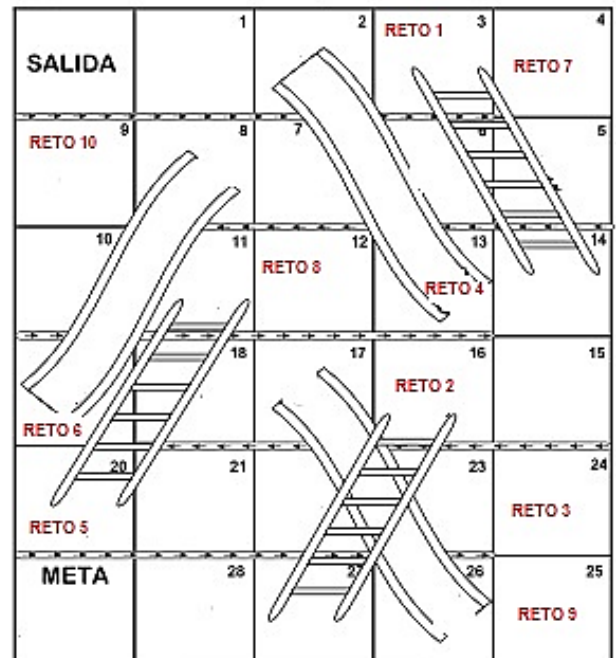 1 2 RETO 1 3 4
SALIDA RETO 7
9 8 7 6 5
RETO 10
10 11 12 13 14
RETO 8
RETO 4
18 17 16 15
RETO 2
RETO 6
20 21 23 24
RETO 3
RETO 5
META 28 27 26 25
RETO 9